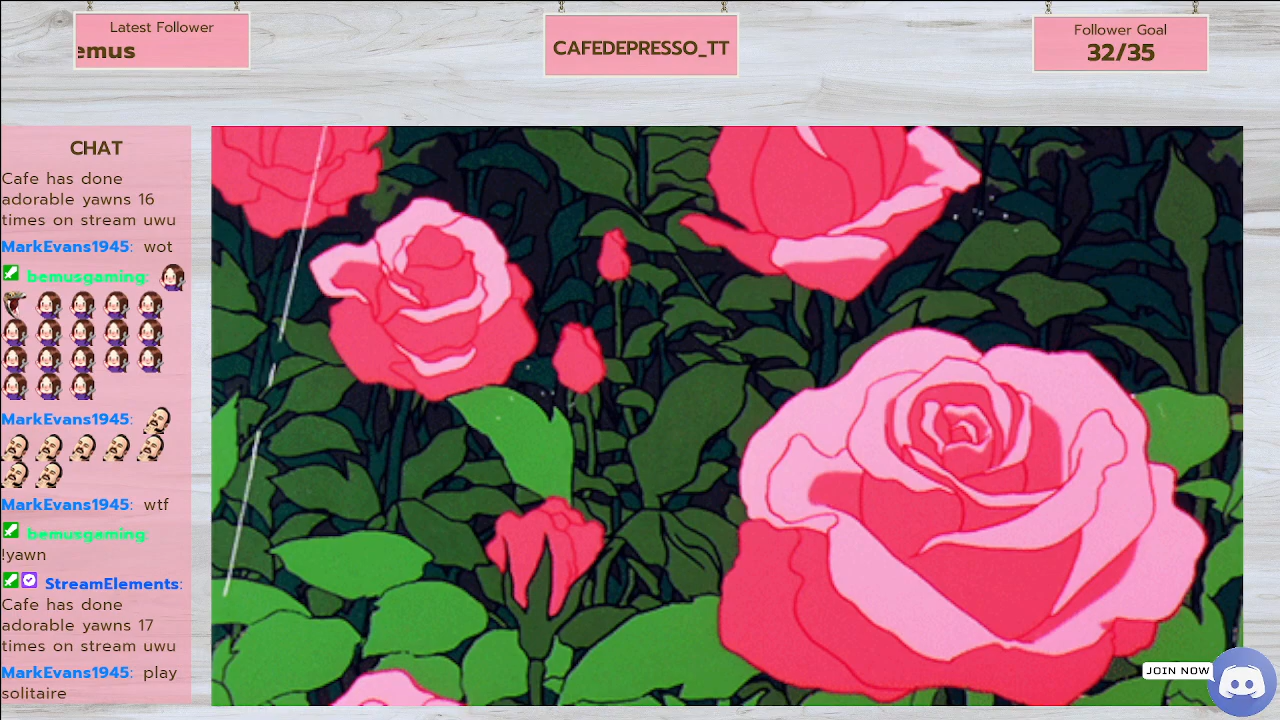 Latest Follower
emus
CAFEDEPRESSO_TT
Follower Goal
32/35
CHAT
Cafe has done
adorable yawns 16
times on stream uwu
MarkEvans1945: wot
bemusgaming:
MarkEvans1945:
MarkEvans1945: wtf
bemusgaming:
!yawn
StreamElements:
Cafe has done
adorable yawns 17
times on stream uwu
MarkEvans1945: play
solitaire
JOIN NOW